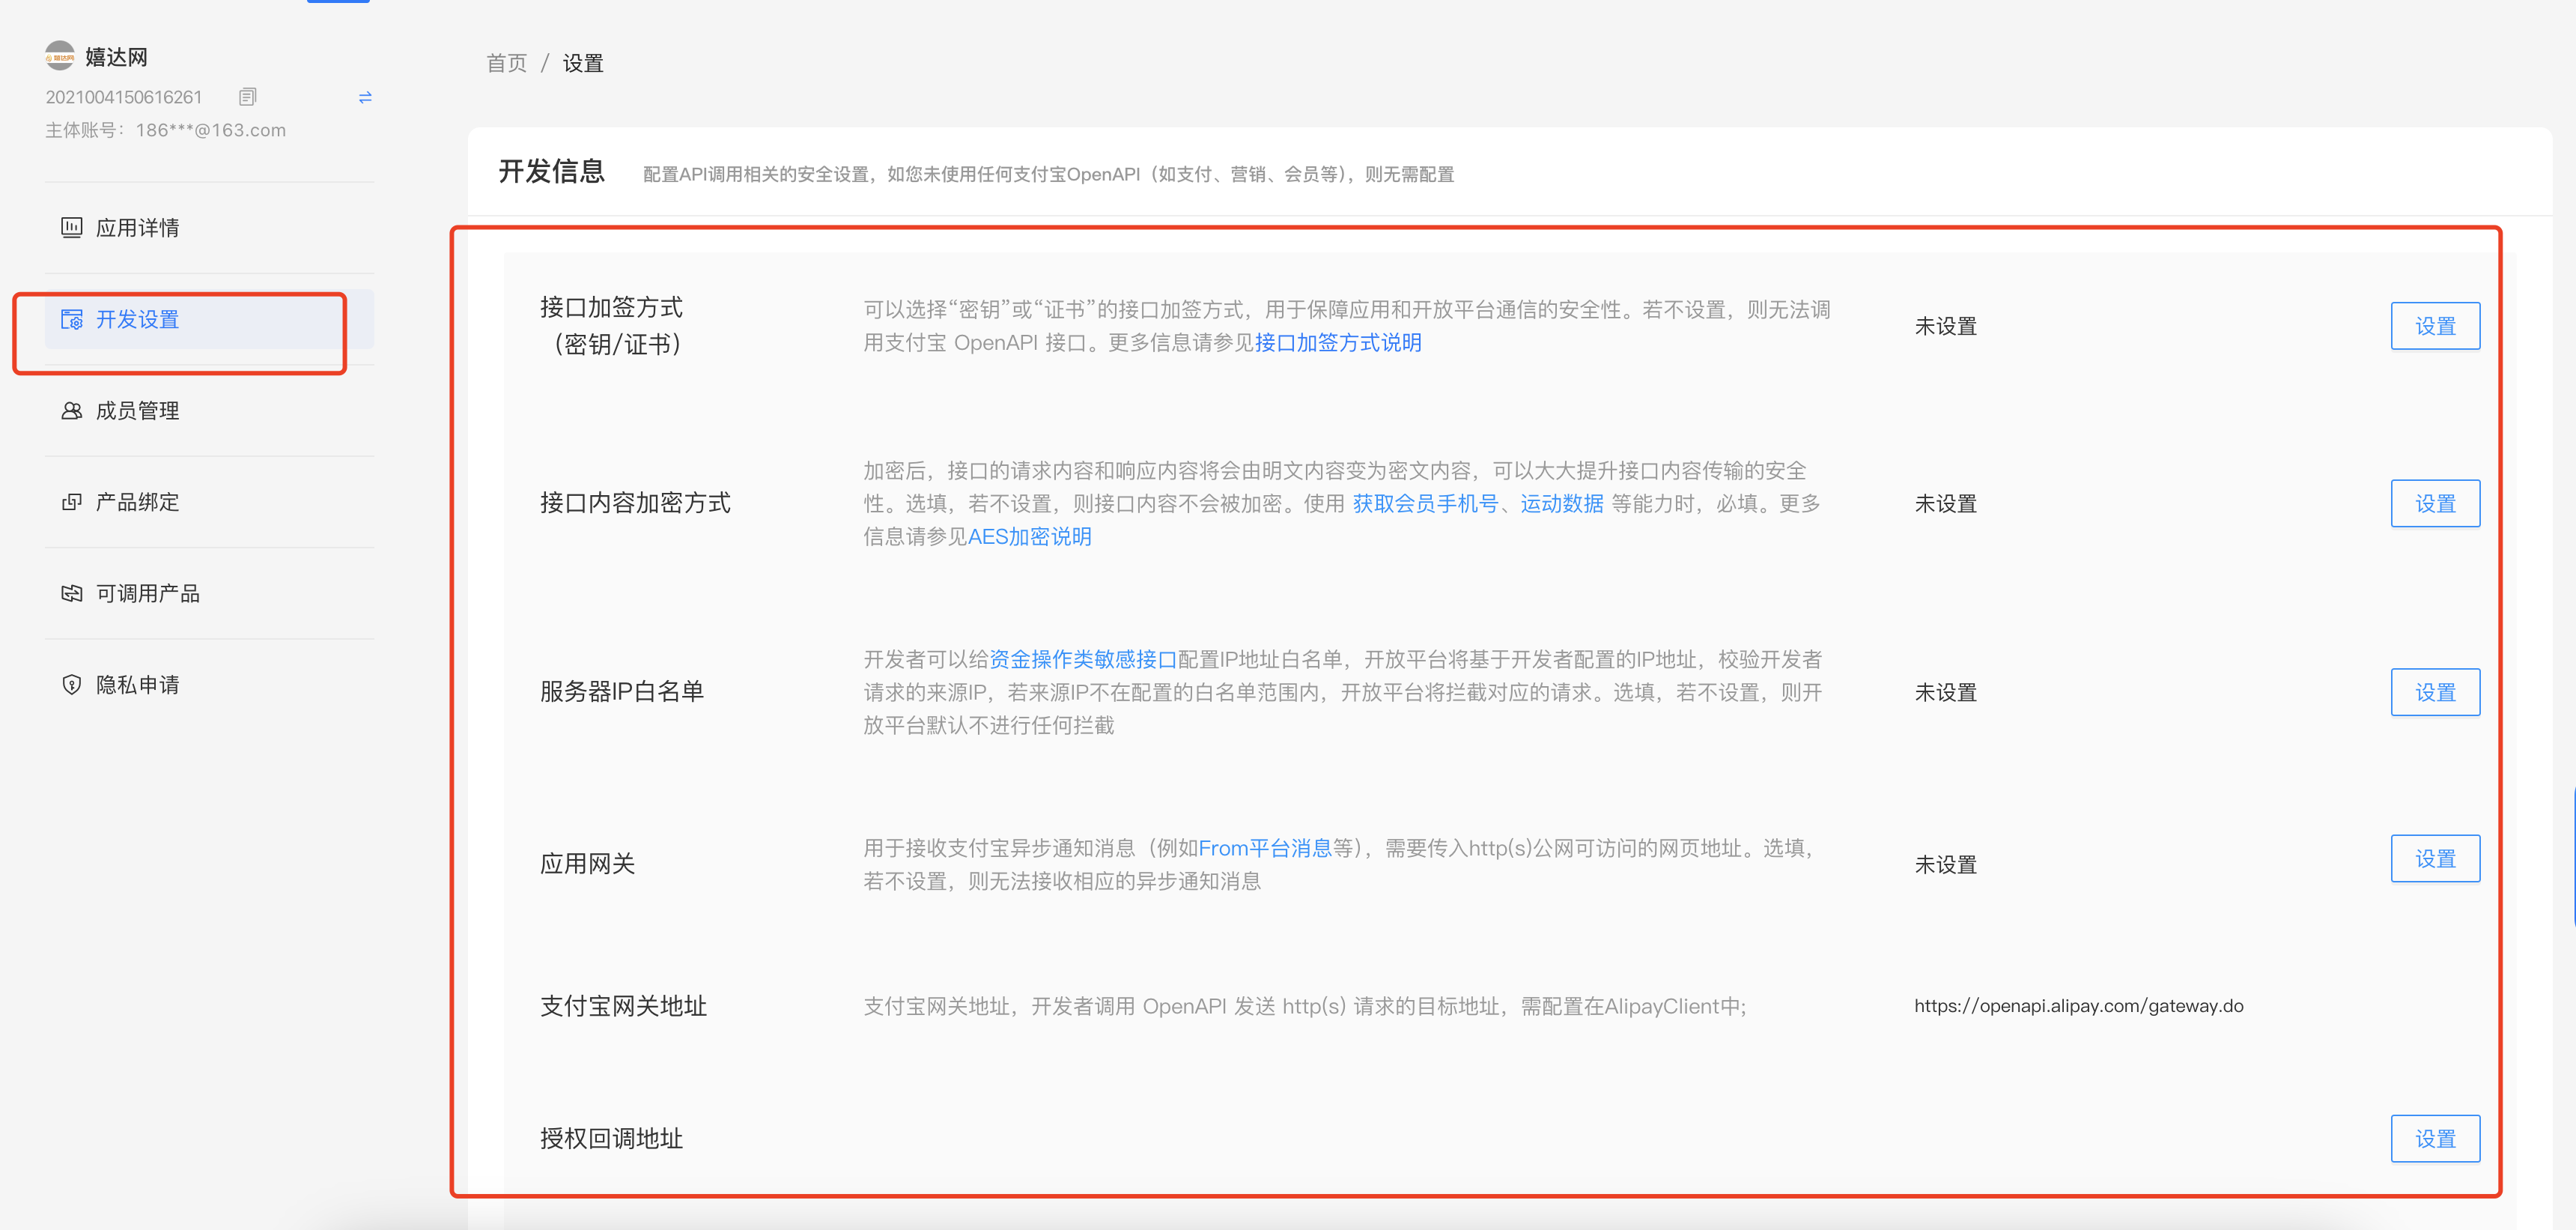 嬉达网
2021004150616261
主体账号：186***@163.com
应用详情
开发设置
成员管理
产品绑定
可调用产品
隐私申请
首页 / 设置
开发信息 配置API调用相关的安全设置，如您未使用任何支付宝OpenAPI（如支付、营销、会员等），则无需配置
接口加签方式
（密钥/证书）
可以选择“密钥”或“证书”的接口加签方式，用于保障应用和开放平台通信的安全性。若不设置，则无法调
用支付宝 OpenAPI 接口。更多信息请参见接口加签方式说明
未设置
设置
接口内容加密方式
加密后，接口的请求内容和响应内容将会由明文内容变为密文内容，可以大大提升接口内容传输的安全
性。选填，若不设置，则接口内容不会被加密。使用 获取会员手机号、运动数据 等能力时，必填。更多
信息请参见AES加密说明
未设置
设置
服务器IP白名单
开发者可以给资金操作类敏感接口配置IP地址白名单，开放平台将基于开发者配置的IP地址，校验开发者
请求的来源IP，若来源IP不在配置的白名单范围内，开放平台将拦截对应的请求。选填，若不设置，则开
放平台默认不进行任何拦截
未设置
设置
应用网关
用于接收支付宝异步通知消息（例如From平台消息等），需要传入http(s)公网可访问的网页地址。选填，
若不设置，则无法接收相应的异步通知消息
未设置
设置
支付宝网关地址
支付宝网关地址，开发者调用 OpenAPI 发送 http(s) 请求的目标地址，需配置在AlipayClient中;
https://openapi.alipay.com/gateway.do
授权回调地址
设置